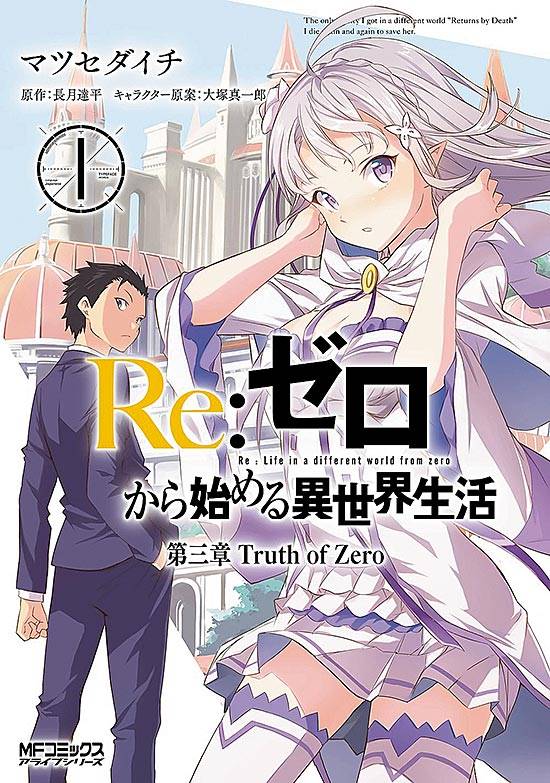 The only ability I got in a different world "Returns by Death"
I die again and again to save her.
マツセダイチ
原作:長月達平 キャラクター原案:大塚真一郎
1
Re:ゼロ
Re : Life in a different world from zero
から始める異世界生活
第三章 Truth of Zero
MFコミックス
アライブシリーズ